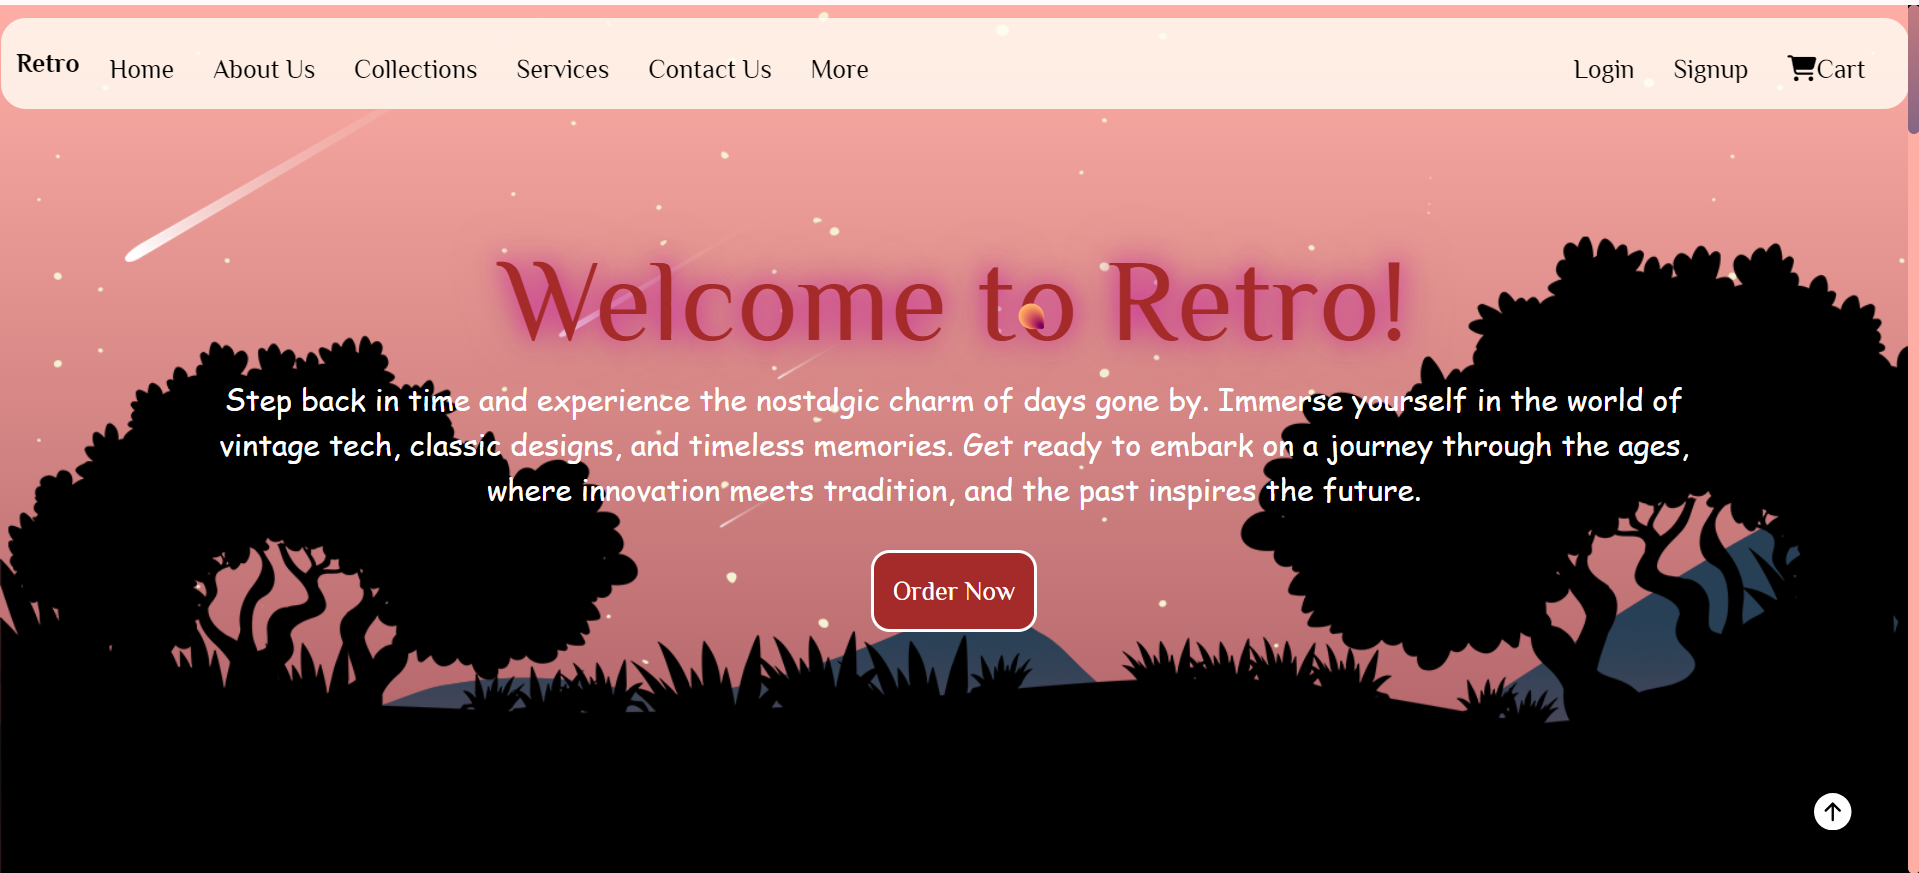 Retro Home About Us Collections Services Contact Us More Login Signup Cart
Welcome to Retro!
Step back in time and experience the nostalgic charm of days gone by. Immerse yourself in the world of
vintage tech, classic designs, and timeless memories. Get ready to embark on a journey through the ages,
where innovation meets tradition, and the past inspires the future.
Order Now